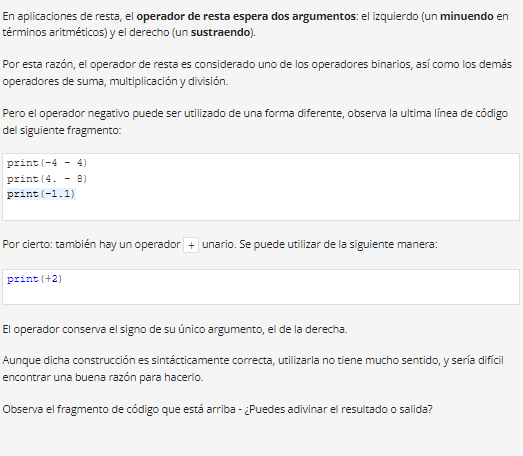 En aplicaciones de resta, el operador de resta espera dos argumentos: el izquierdo (un minuendo en
términos aritméticos) y el derecho (un sustraendo).
Por esta razón, el operador de resta es considerado uno de los operadores binarios, así como los demás
operadores de suma, multiplicación y división.
Pero el operador negativo puede ser utilizado de una forma diferente, observa la ultima línea de código
del siguiente fragmento:
print(-4 - 4)
print(4. - 8)
print(-1.1)
Por cierto: también hay un operador + unario. Se puede utilizar de la siguiente manera:
print(+2)
El operador conserva el signo de su único argumento, el de la derecha.
Aunque dicha construcción es sintácticamente correcta, utilizarla no tiene mucho sentido, y sería difícil
encontrar una buena razón para hacerlo.
Observa el fragmento de código que está arriba - ¿Puedes adivinar el resultado o salida?